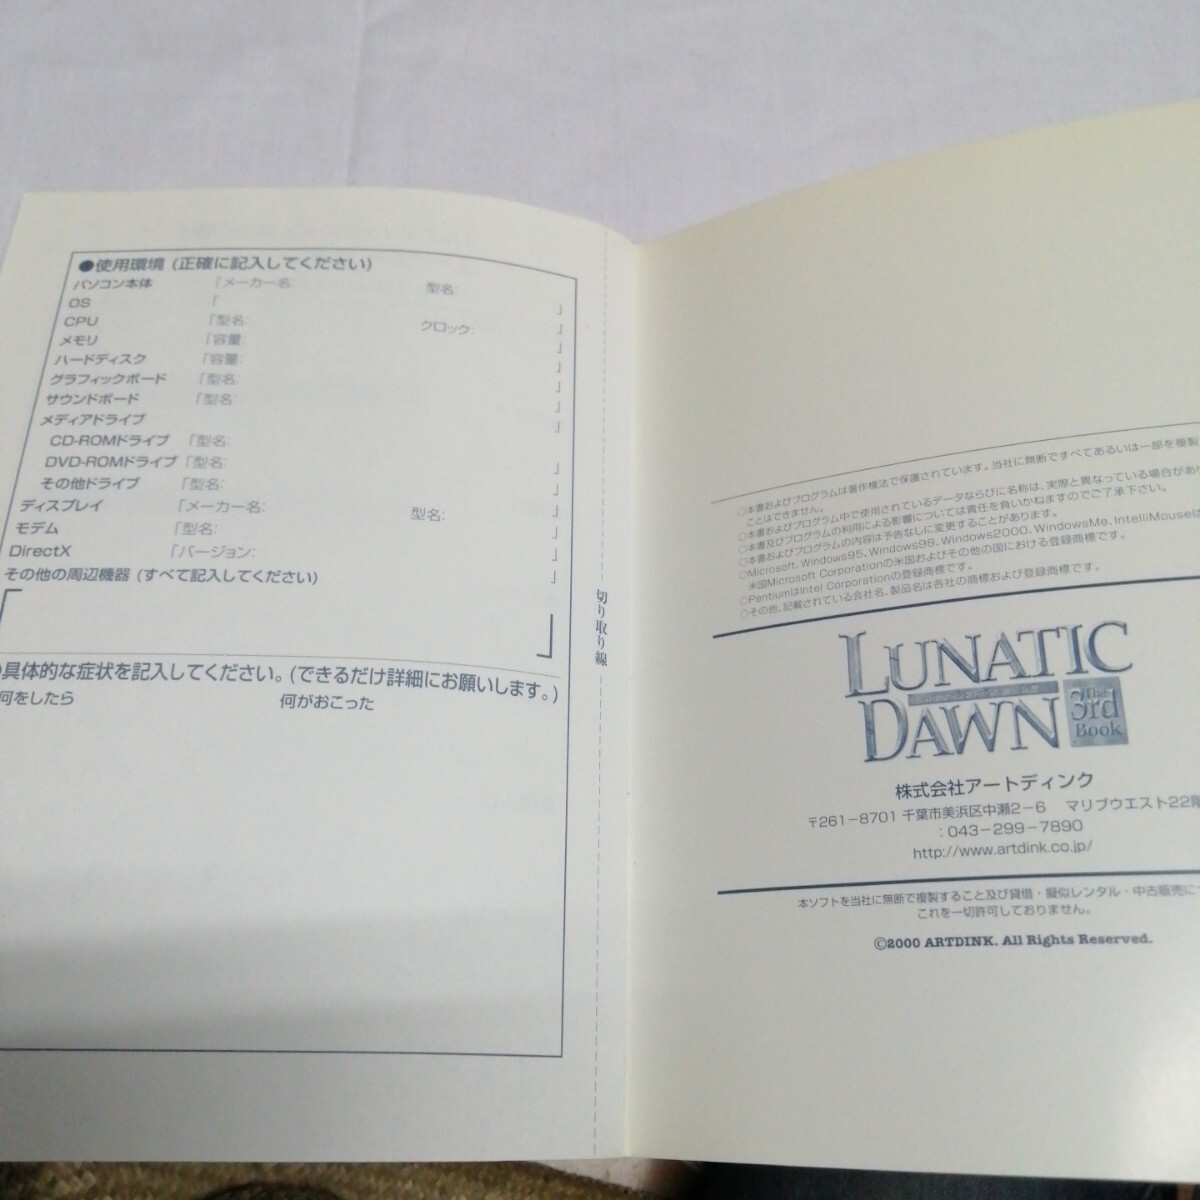 ●使用環境 (正確に記入してください)
パソコン本体 「メーカー名: 型名: 」
OS 「 」
CPU 「型名: クロック: 」
メモリ 「容量: 」
ハードディスク 「容量: 」
グラフィックボード 「型名: 」
サウンドボード 「型名: 」
メディアドライブ
CD-ROMドライブ 「型名: 」
DVD-ROMドライブ 「型名: 」
その他ドライブ 「型名: 」
ディスプレイ 「メーカー名: 型名: 」
モデム 「型名: 」
DirectX 「バージョン: 」
その他の周辺機器 (すべて記入してください)
●具体的な症状を記入してください。(できるだけ詳細にお願いします。)
何をしたら 何がおこった
切り取り線
○本書およびプログラムは著作権法で保護されています。当社に無断ですべてあるいは一部を複製
ことはできません。
○本書およびプログラム中で使用されているデータならびに名称は、実際と異なっている場合があり
○本書及びプログラムの利用による影響については責任を負いかねますのでご了承下さい。
○本書およびプログラムの内容は予告なしに変更することがあります。
○Microsoft、Windows95、Windows98、Windows2000、WindowsMe、IntelliMouseは
米国Microsoft Corporationの米国およびその他の国における登録商標です。
○PentiumはIntel Corporationの登録商標です。
○その他、記載されている会社名、製品名は各社の商標および登録商標です。
LUNATIC
DAWN The 3rd Book
株式会社アートディンク
〒261-8701 千葉市美浜区中瀬2-6 マリブウエスト22階
:043-299-7890
http://www.artdink.co.jp/
本ソフトを当社に無断で複製すること及び賃借・擬似レンタル・中古販売につ
これを一切許可しておりません。
©2000 ARTDINK. All Rights Reserved.